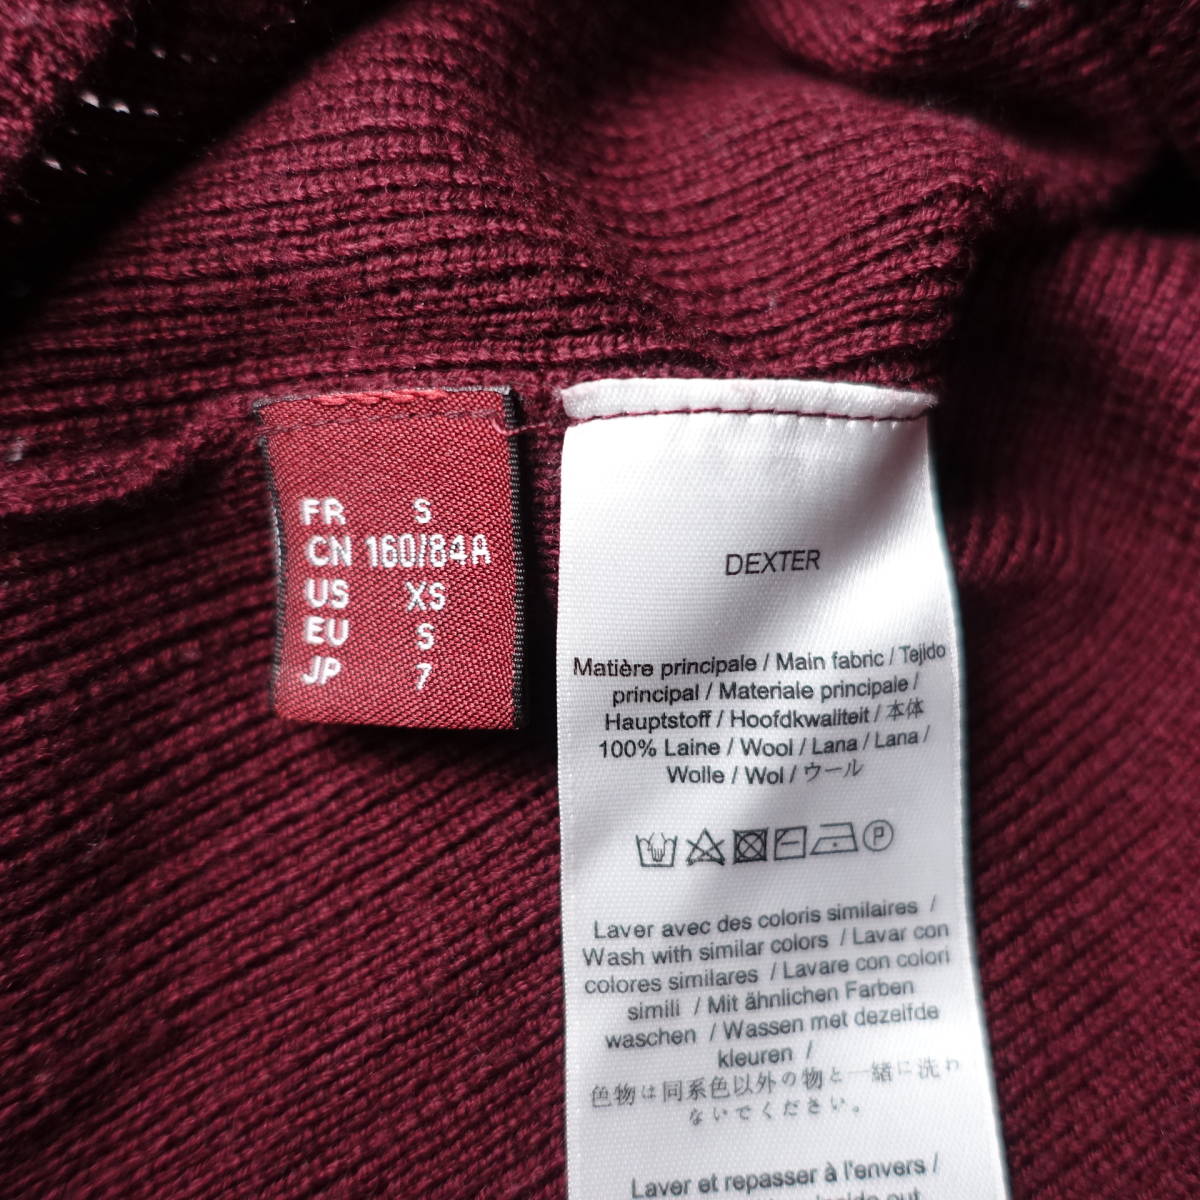 FR S
CN 160/84A
US XS
EU S
JP 7
DEXTER
Matière principale / Main fabric / Tejido
principal / Materiale principale /
Hauptstoff / Hoofdkwaliteit / 本体
100% Laine / Wool / Lana / Lana /
Wolle / Wol / ウール
P
Laver avec des coloris similaires /
Wash with similar colors / Lavar con
colores similares / Lavare con colori
simili / Mit ähnlichen Farben
waschen / Wassen met dezelfde
kleuren /
色物は同系色以外の物と一緒に洗わ
ないでください。
Laver et repasser à l'envers /
inside out